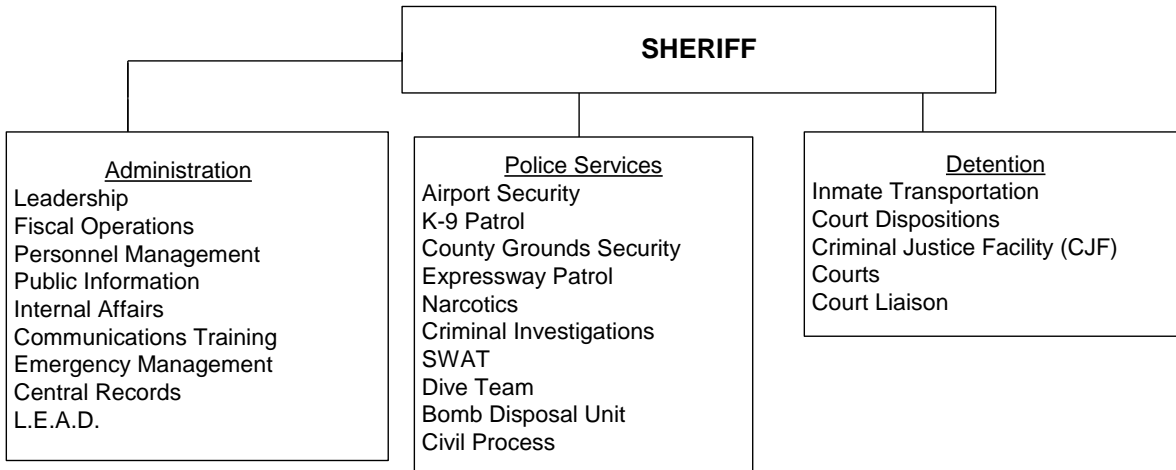 SHERIFF
Administration
Leadership
Fiscal Operations
Personnel Management
Public Information
Internal Affairs
Communications Training
Emergency Management
Central Records
L.E.A.D.
Police Services
Airport Security
K-9 Patrol
County Grounds Security
Expressway Patrol
Narcotics
Criminal Investigations
SWAT
Dive Team
Bomb Disposal Unit
Civil Process
Detention
Inmate Transportation
Court Dispositions
Criminal Justice Facility (CJF)
Courts
Court Liaison